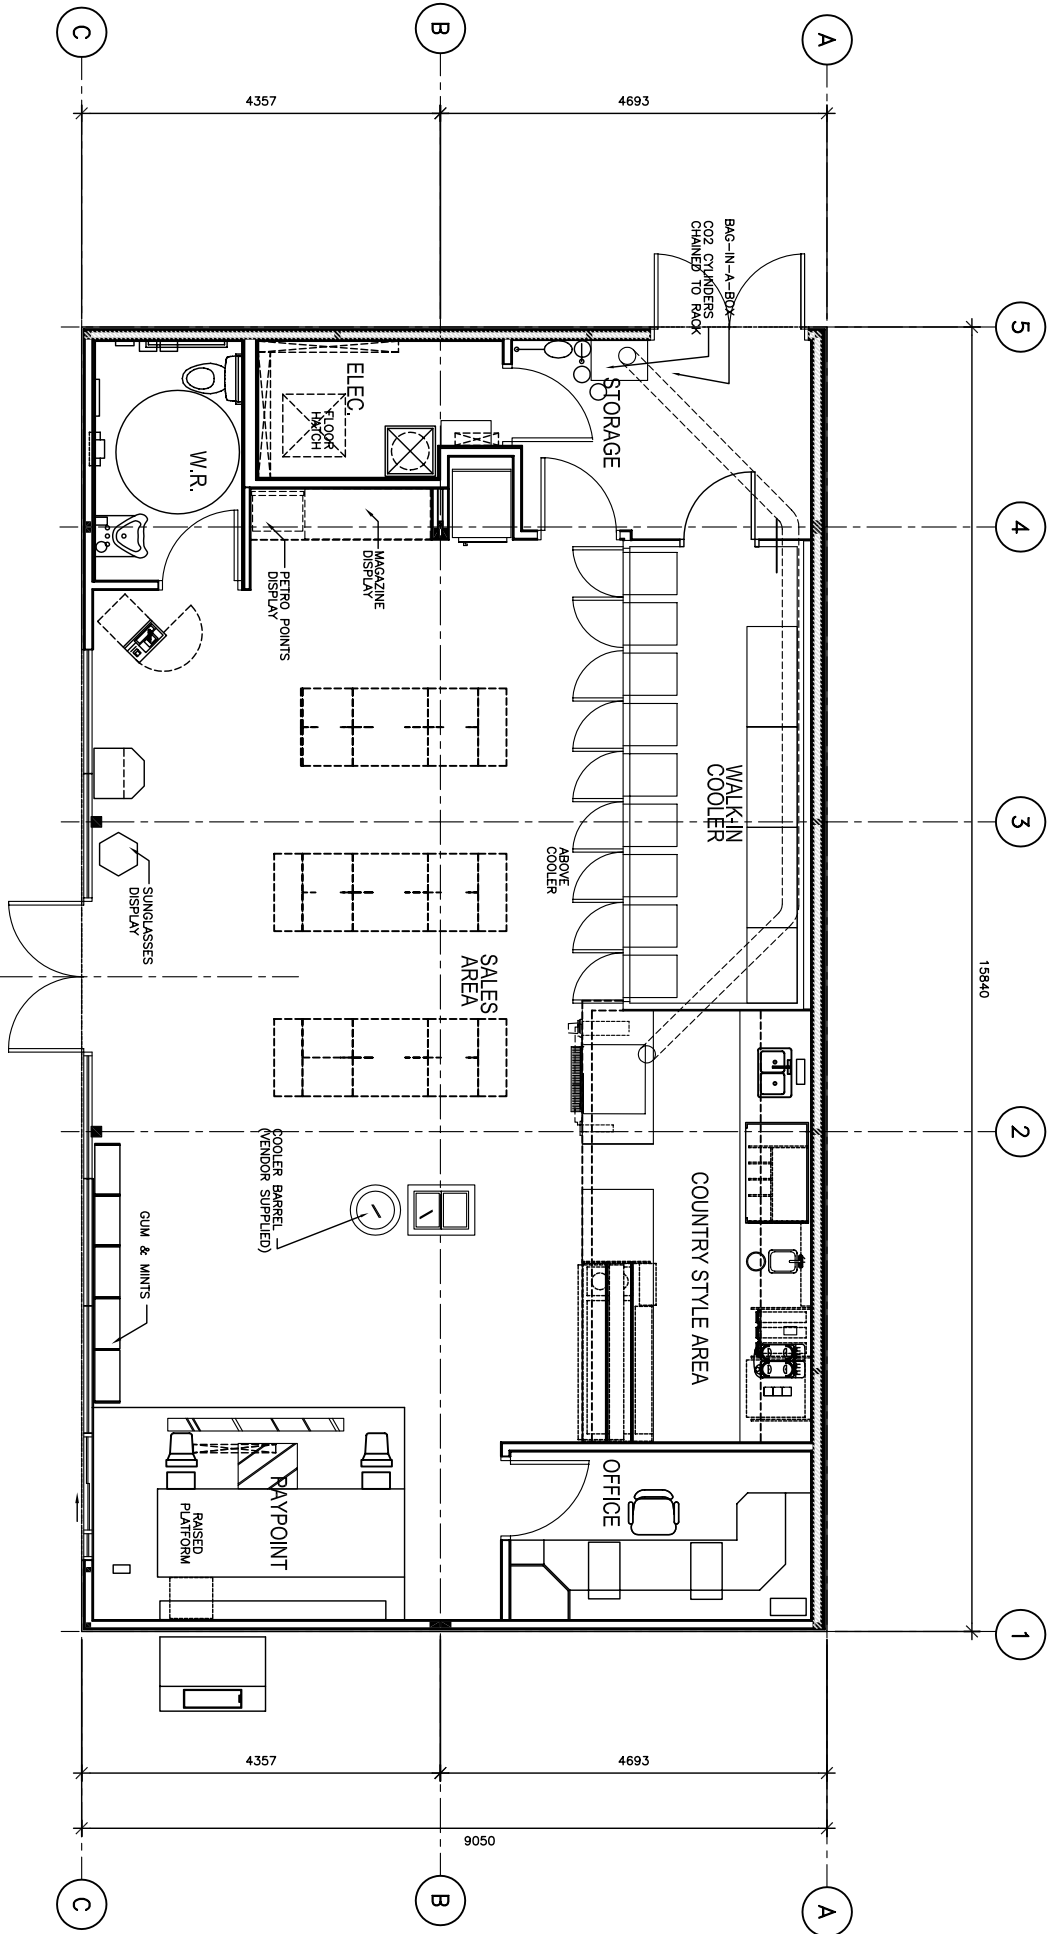 C
B
A
4357
4693
5
4
3
2
1
15840
BAG-IN-A-BOX
CO2 CYLINDERS
CHAINED TO RACK
STORAGE
ELEC.
FLOOR
HATCH
W.R.
MAGAZINE
DISPLAY
PETRO POINTS
DISPLAY
WALK-IN
COOLER
ABOVE
COOLER
SUNGLASSES
DISPLAY
SALES
AREA
COOLER BARREL
(VENDOR SUPPLIED)
COUNTRY STYLE AREA
GUM & MINTS
OFFICE
PAYPOINT
RAISED
PLATFORM
4357
4693
9050
C
B
A